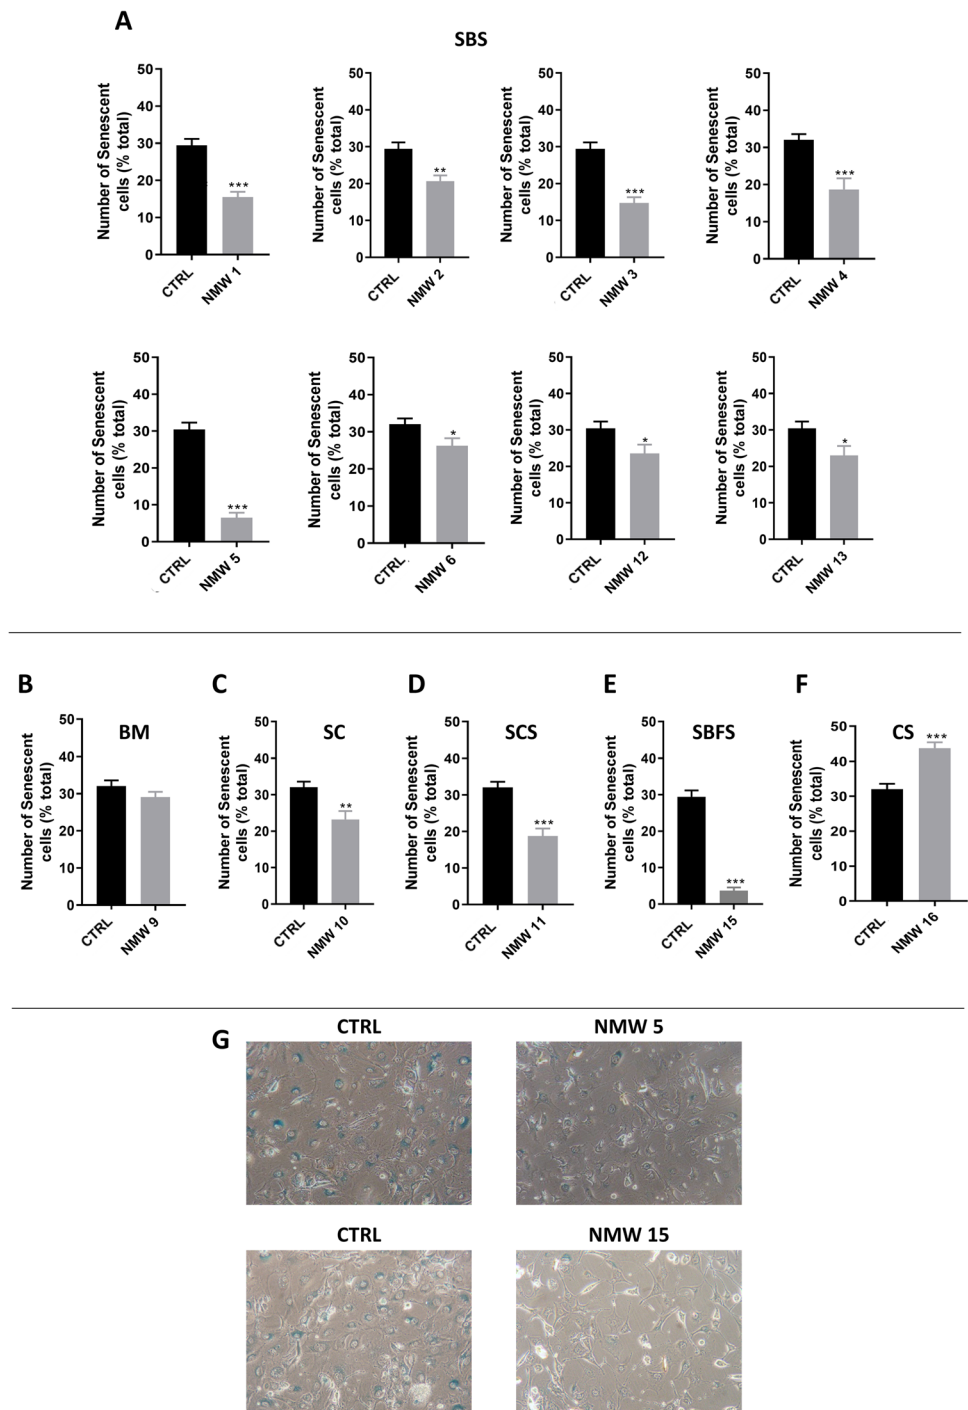 A
SBS
Number of Senescent
cells (% total)
50
40
30
20
10
0
***
CTRL
NMW 1
Number of Senescent
cells (% total)
50
40
30
20
10
0
**
CTRL
NMW 2
Number of Senescent
cells (% total)
50
40
30
20
10
0
***
CTRL
NMW 3
Number of Senescent
cells (% total)
50
40
30
20
10
0
***
CTRL
NMW 4
Number of Senescent
cells (% total)
50
40
30
20
10
0
***
CTRL
NMW 5
Number of Senescent
cells (% total)
50
40
30
20
10
0
*
CTRL
NMW 6
Number of Senescent
cells (% total)
50
40
30
20
10
0
*
CTRL
NMW 12
Number of Senescent
cells (% total)
50
40
30
20
10
0
*
CTRL
NMW 13
B
BM
Number of Senescent
cells (% total)
50
40
30
20
10
0
CTRL
NMW 9
C
SC
Number of Senescent
cells (% total)
50
40
30
20
10
0
**
CTRL
NMW 10
D
SCS
Number of Senescent
cells (% total)
50
40
30
20
10
0
***
CTRL
NMW 11
E
SBFS
Number of Senescent
cells (% total)
50
40
30
20
10
0
***
CTRL
NMW 15
F
CS
Number of Senescent
cells (% total)
50
40
30
20
10
0
***
CTRL
NMW 16
G
CTRL
NMW 5
CTRL
NMW 15